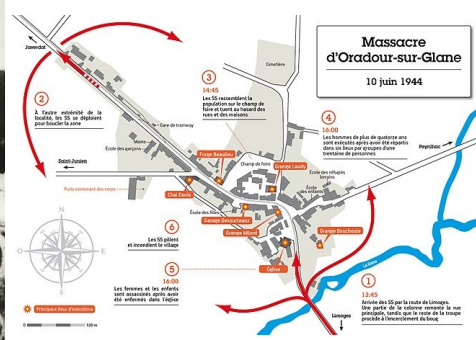 Massacre
d'Oradour-sur-Glane
10 juin 1944
Javerdat
Cimetière
3
14:45
Les SS rassemblent la
population sur le champ de
foire et tuent au hasard des
rues et des maisons
2
À l'autre extrémité de la
localité, les SS se déploient
pour boucler la zone
4
16:00
Les hommes de plus de quatorze ans
sont exécutés après avoir été répartis
dans six lieux par groupes d'une
trentaine de personnes
Gare de tramway
Mairie
École des garçons
Forge Beaulieu
Champ de foire
Grange Laudy
Peyrilhac
Saint-Junien
École des réfugiés
lorrains
École
des enfants
Puits contenant des corps
Chai Denis
École des filles
Garage Desourteaux
Grange Milord
Grange Bouchoule
Église
N
O
E
S
6
Les SS pillent
et incendient le village
5
16:00
Les femmes et les enfants
sont assassinés après avoir
été enfermés dans l'église
La Glane
1
13:45
Arrivée des SS par la route de Limoges.
Une partie de la colonne remonte la rue
principale, tandis que le reste de la troupe
procède à l'encerclement du bourg
Limoges
Principaux lieux d'exécutions
0
100 m